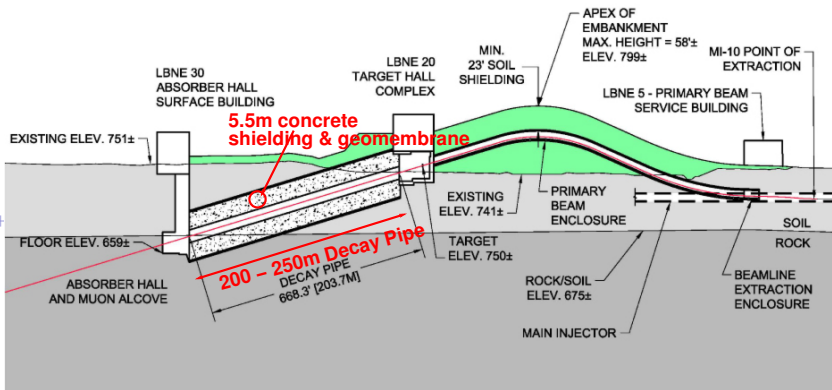 APEX OF
EMBANKMENT
MAX. HEIGHT = 58'±
ELEV. 799±
MIN.
23' SOIL
SHIELDING
MI-10 POINT OF
EXTRACTION
LBNE 20
TARGET HALL
COMPLEX
LBNE 30
ABSORBER HALL
SURFACE BUILDING
LBNE 5 - PRIMARY BEAM
SERVICE BUILDING
5.5m concrete
shielding & geomembrane
EXISTING ELEV. 751±
EXISTING
ELEV. 741±
PRIMARY
BEAM
ENCLOSURE
SOIL
ROCK
FLOOR ELEV. 659±
200 – 250m Decay Pipe
DECAY PIPE
668.3' [203.7M]
TARGET
ELEV. 750±
ABSORBER HALL
AND MUON ALCOVE
ROCK/SOIL
ELEV. 675±
BEAMLINE
EXTRACTION
ENCLOSURE
MAIN INJECTOR